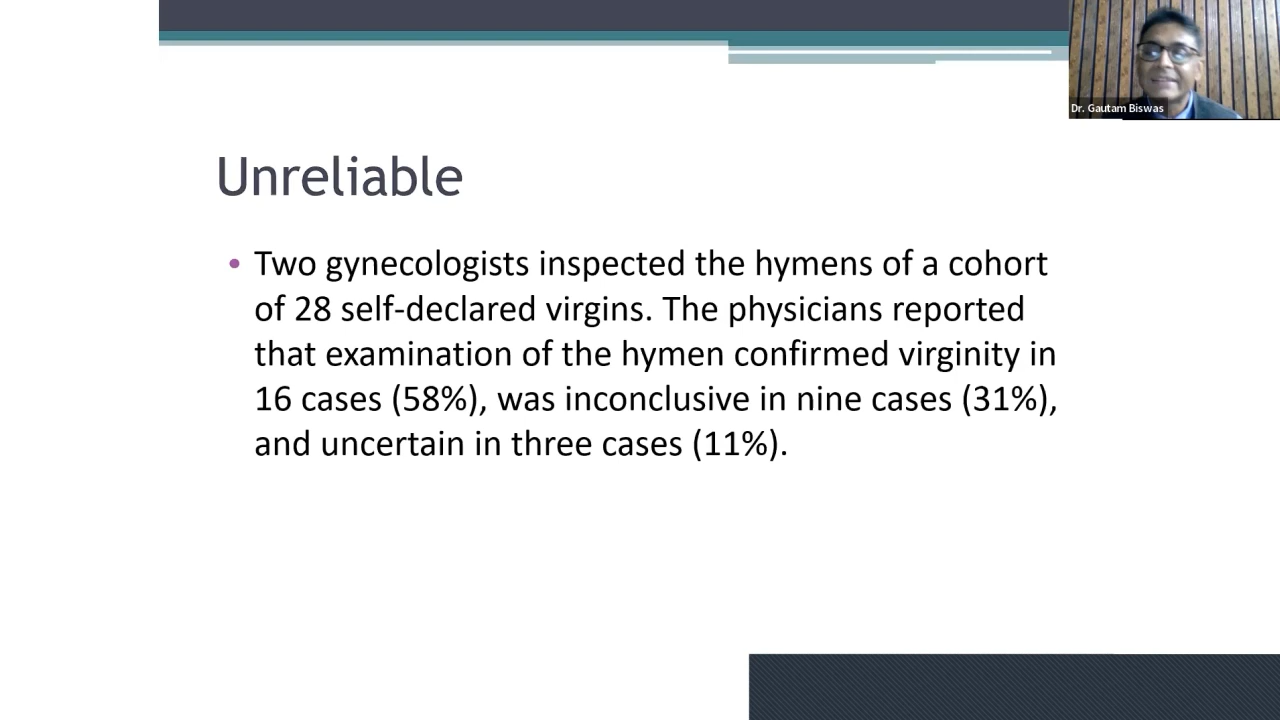 Dr. Gautam Biswas
Unreliable
• Two gynecologists inspected the hymens of a cohort
of 28 self-declared virgins. The physicians reported
that examination of the hymen confirmed virginity in
16 cases (58%), was inconclusive in nine cases (31%),
and uncertain in three cases (11%).